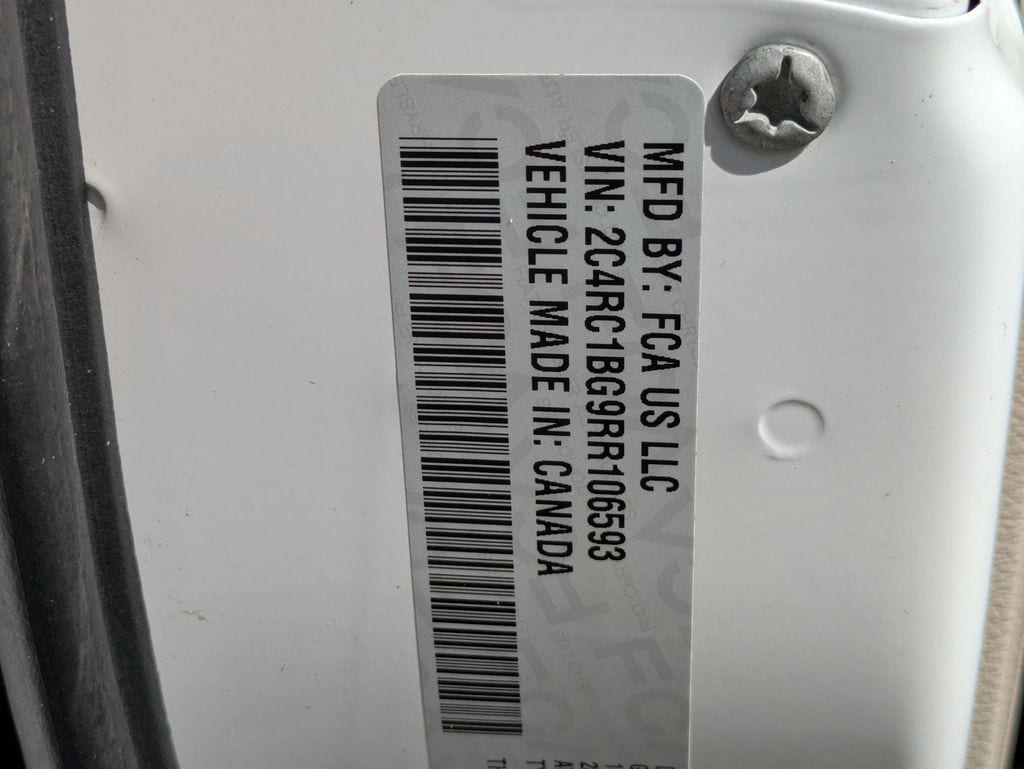 MFD BY: FCA US LLC
VIN: 2C4RC1BG9RR106593
VEHICLE MADE IN: CANADA